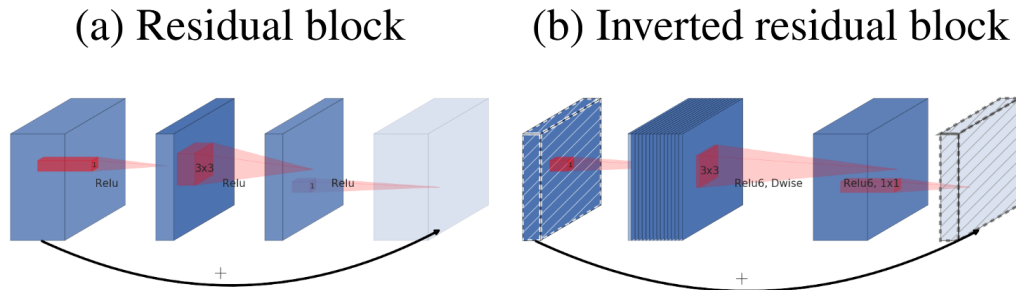 (a) Residual block
(b) Inverted residual block
1
Relu
3x3
Relu
1
Relu
+
1
3x3
Relu6, Dwise
Relu6, 1x1
+